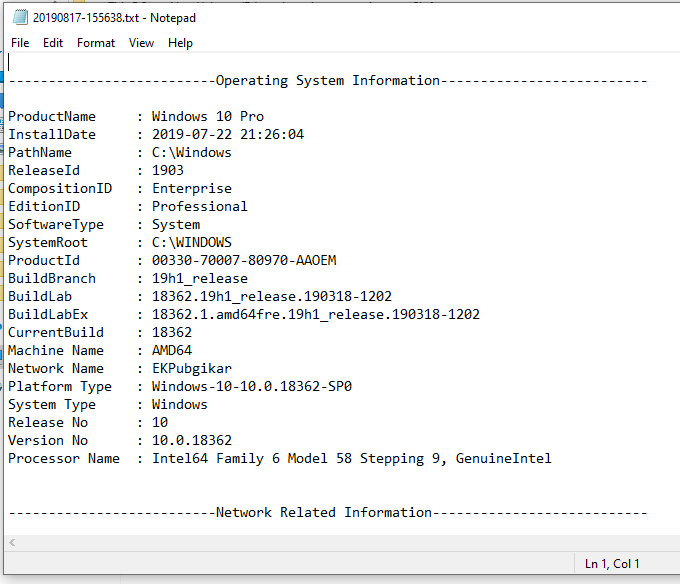 20190817-155638.txt - Notepad
File Edit Format View Help
--------------------------Operating System Information--------------------------
ProductName     : Windows 10 Pro
InstallDate     : 2019-07-22 21:26:04
PathName        : C:\Windows
ReleaseId       : 1903
CompositionID   : Enterprise
EditionID       : Professional
SoftwareType    : System
SystemRoot      : C:\WINDOWS
ProductId       : 00330-70007-80970-AAOEM
BuildBranch     : 19h1_release
BuildLab        : 18362.19h1_release.190318-1202
BuildLabEx      : 18362.1.amd64fre.19h1_release.190318-1202
CurrentBuild    : 18362
Machine Name    : AMD64
Network Name    : EKPubgikar
Platform Type   : Windows-10-10.0.18362-SP0
System Type     : Windows
Release No      : 10
Version No      : 10.0.18362
Processor Name  : Intel64 Family 6 Model 58 Stepping 9, GenuineIntel
--------------------------Network Related Information---------------------------
Ln 1, Col 1